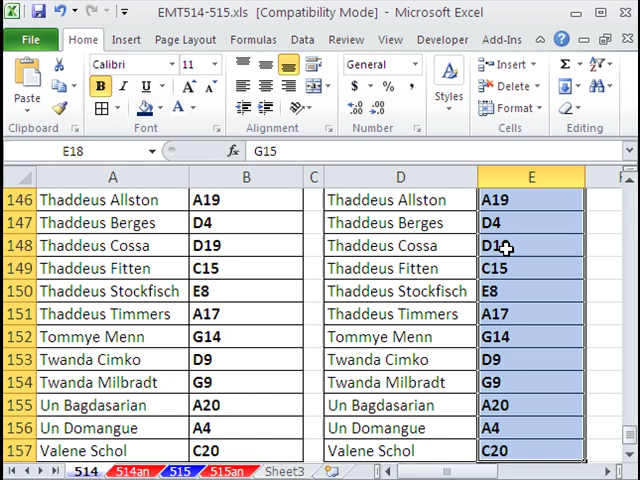 EMT514-515.xls [Compatibility Mode] - Microsoft Excel
File Home Insert Page Layout Formulas Data Review View Developer Add-Ins
Paste
Calibri 11
B I U
A A
General
$ % ,
Styles
Insert
Delete
Format
Clipboard Font Alignment Number Cells Editing
E18 fx G15
A B C D E
146 Thaddeus Allston A19 Thaddeus Allston A19
147 Thaddeus Berges D4 Thaddeus Berges D4
148 Thaddeus Cossa D19 Thaddeus Cossa D19
149 Thaddeus Fitten C15 Thaddeus Fitten C15
150 Thaddeus Stockfisch E8 Thaddeus Stockfisch E8
151 Thaddeus Timmers A17 Thaddeus Timmers A17
152 Tommye Menn G14 Tommye Menn G14
153 Twanda Cimko D9 Twanda Cimko D9
154 Twanda Milbradt G9 Twanda Milbradt G9
155 Un Bagdasarian A20 Un Bagdasarian A20
156 Un Domangue A4 Un Domangue A4
157 Valene Schol C20 Valene Schol C20
514 514an 515 515an Sheet3